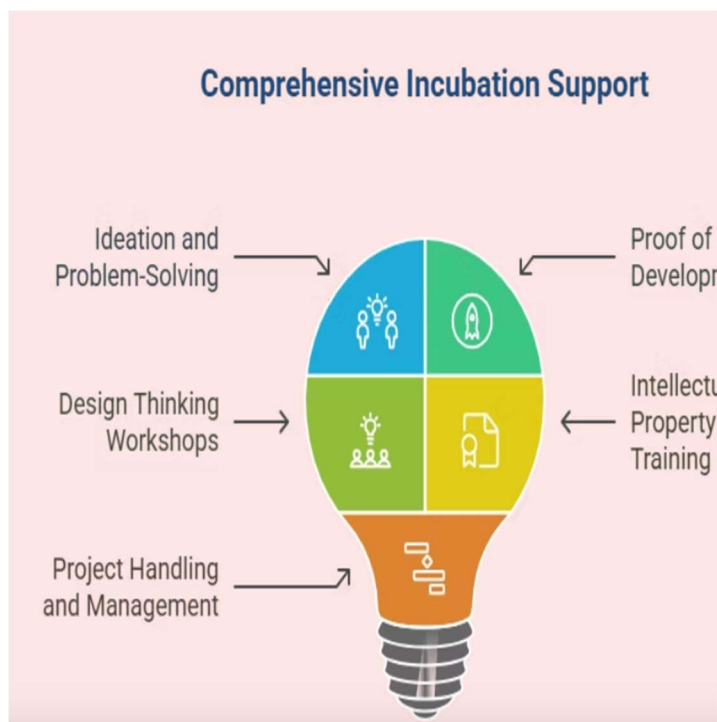 Comprehensive Incubation Support
Ideation and
Problem-Solving
Proof of
Design Thinking
Workshops
Property
Training
Project Handling
and Management